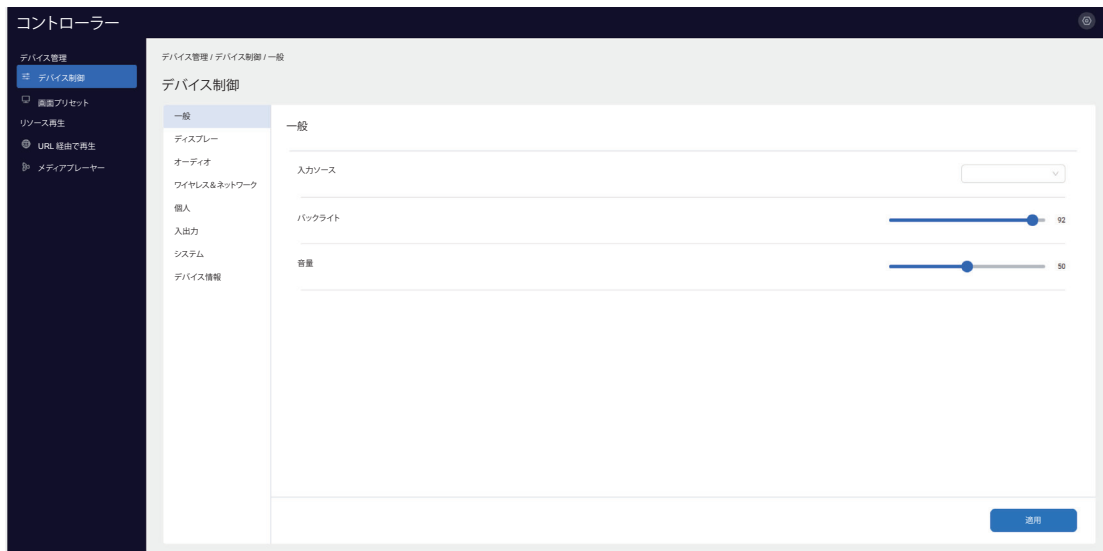 コントローラー
デバイス管理
デバイス制御
画面プリセット
リソース再生
URL 経由で再生
メディアプレーヤー
デバイス管理 / デバイス制御 / 一般
デバイス制御
一般
ディスプレー
オーディオ
ワイヤレス&ネットワーク
個人
入出力
システム
デバイス情報
一般
入力ソース
バックライト
92
音量
50
適用